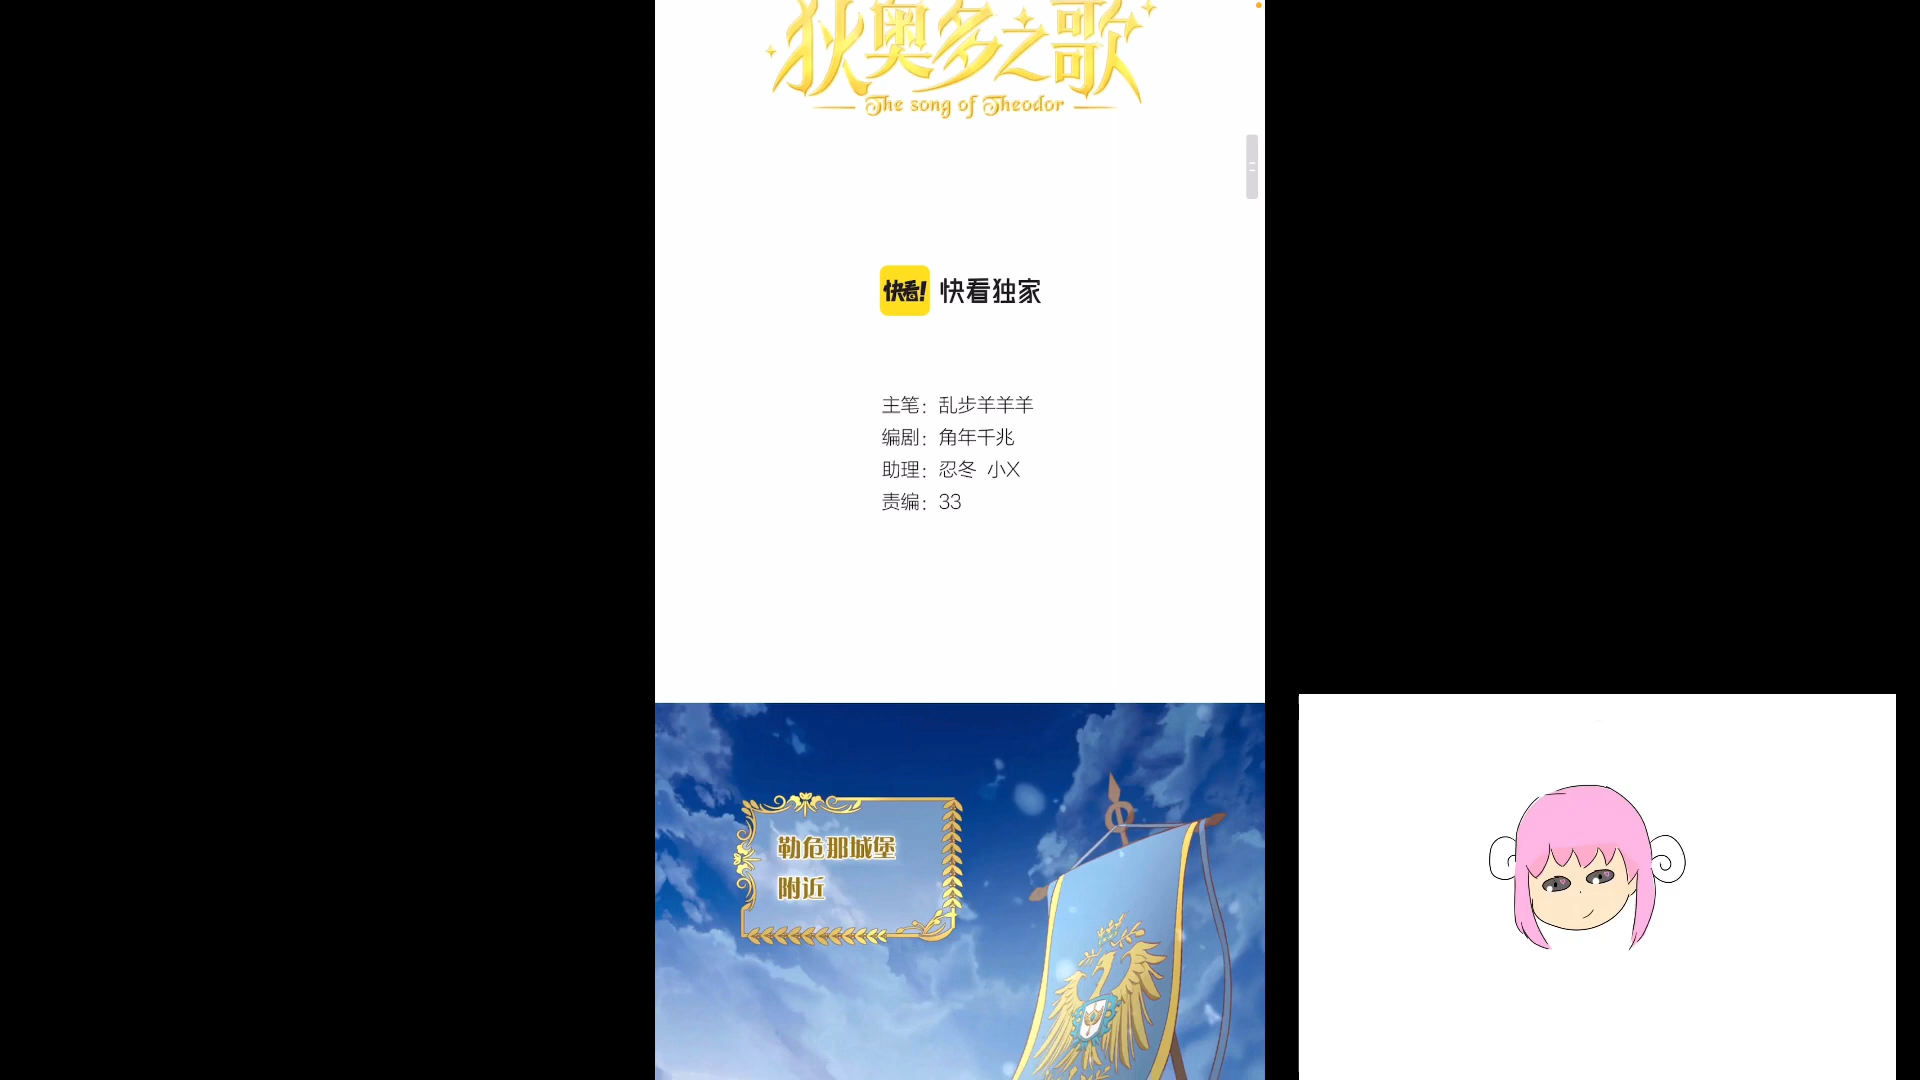 狄奥多之歌
The song of Theodor
快看! 快看独家
主笔：乱步羊羊羊
编剧：角年千兆
助理：忍冬 小X
责编：33
勒危那城堡
附近